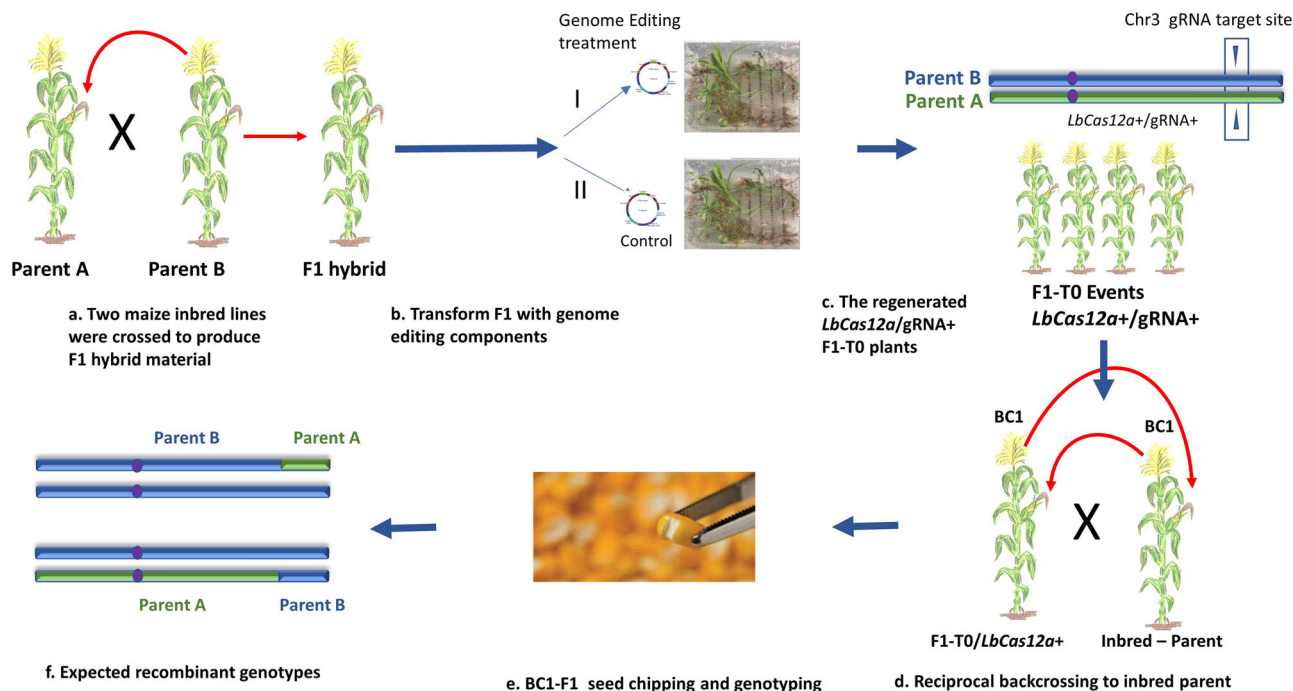 Parent A
X
Parent B
F1 hybrid
a. Two maize inbred lines
were crossed to produce
F1 hybrid material
Genome Editing
treatment
I
II
Control
b. Transform F1 with genome
editing components
Chr3 gRNA target site
Parent B
Parent A
LbCas12a+/gRNA+
F1-T0 Events
LbCas12a+/gRNA+
c. The regenerated
LbCas12a/gRNA+
F1-T0 plants
BC1
BC1
X
F1-T0/LbCas12a+
Inbred – Parent
d. Reciprocal backcrossing to inbred parent
e. BC1-F1 seed chipping and genotyping
Parent B
Parent A
Parent A
Parent B
f. Expected recombinant genotypes